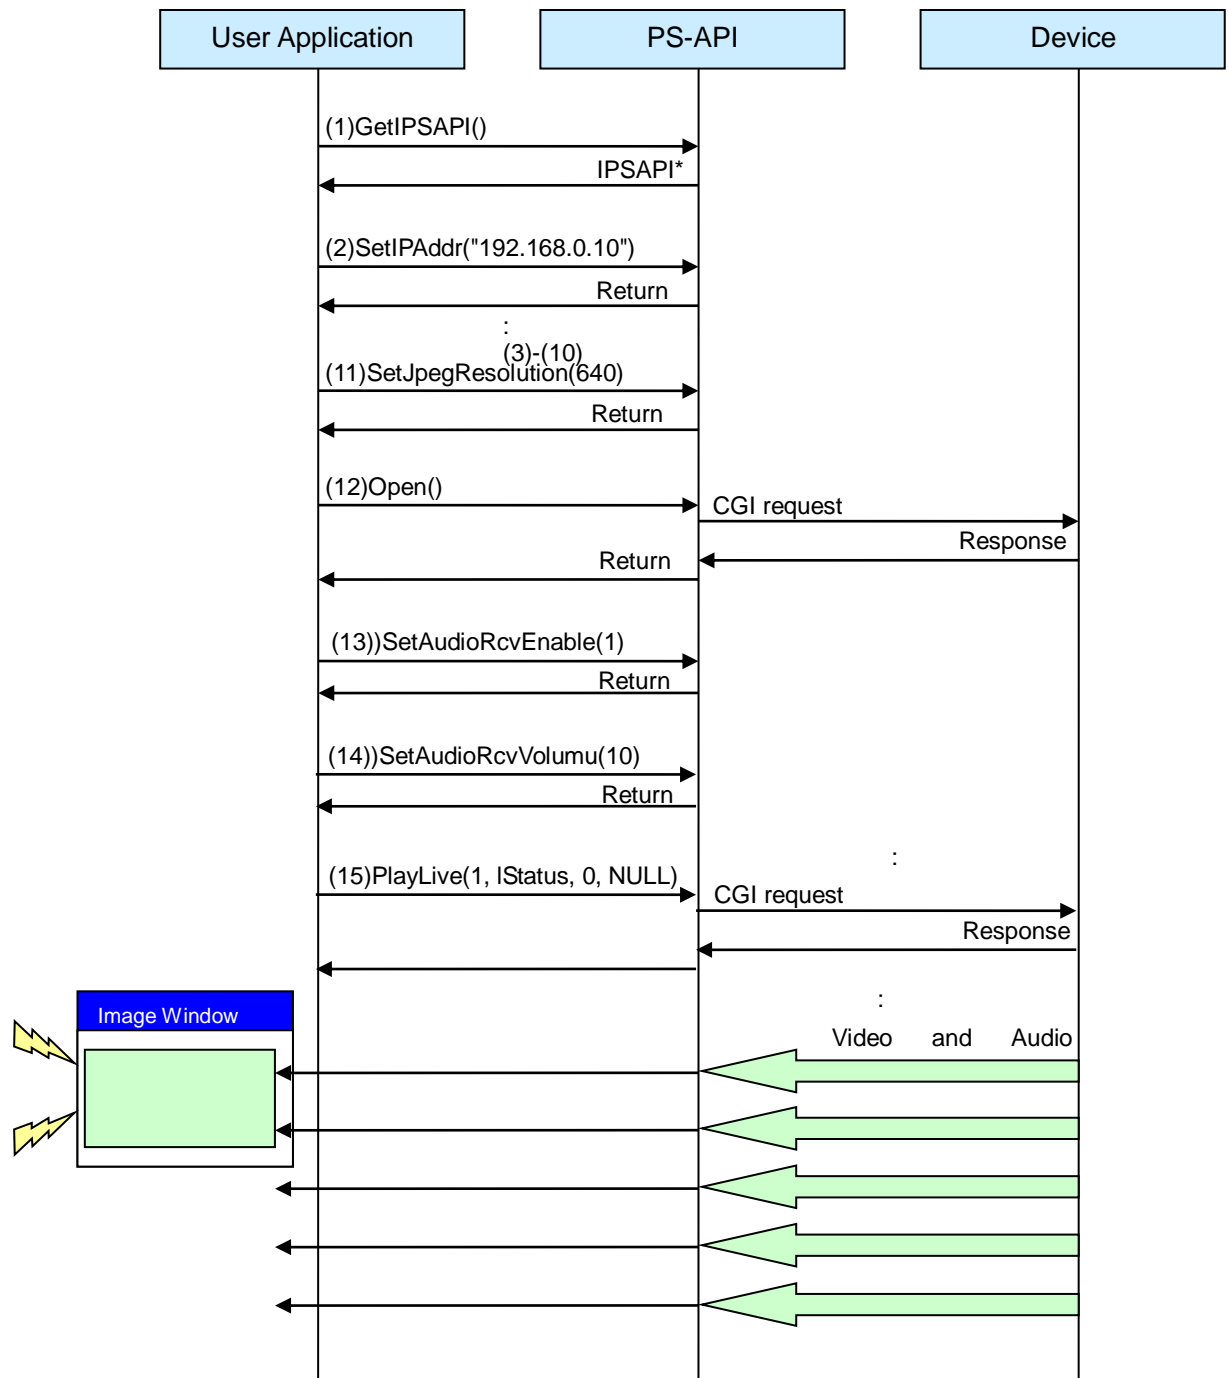 User Application
PS-API
Device
(1)GetIPSAPI()
IPSAPI*
(2)SetIPAddr("192.168.0.10")
Return
:
(3)-(10)
(11)SetJpegResolution(640)
Return
(12)Open()
CGI request
Response
Return
(13))SetAudioRcvEnable(1)
Return
(14))SetAudioRcvVolumu(10)
Return
:
(15)PlayLive(1, lStatus, 0, NULL)
CGI request
Response
:
Image Window
Video and Audio